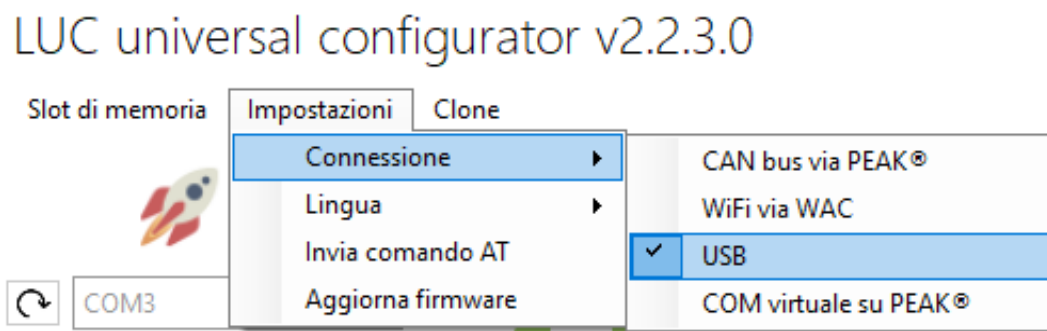 LUC universal configurator v2.2.3.0
Slot di memoria Impostazioni Clone
Connessione CAN bus via PEAK®
Lingua WiFi via WAC
Invia comando AT USB
COM3 Aggiorna firmware COM virtuale su PEAK®